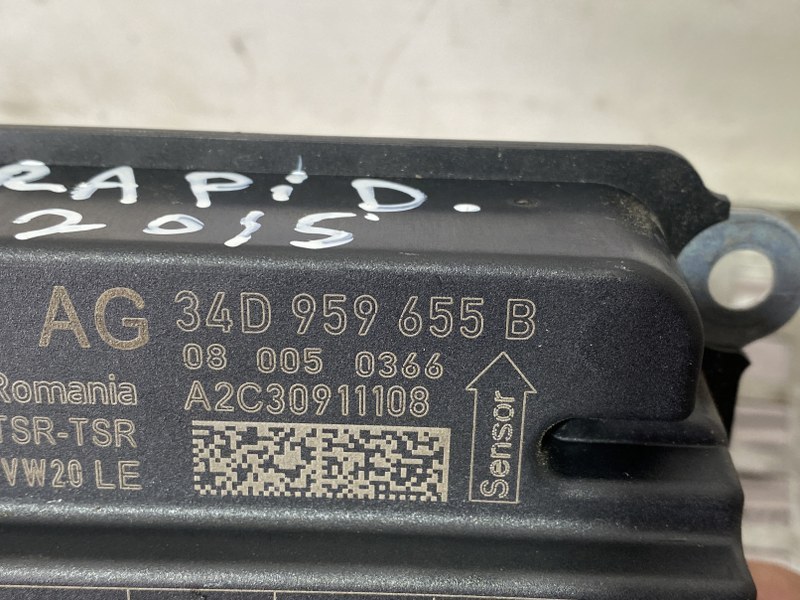 RAPiD.
2015
AG 34D 959 655 B
08 005 0366
Romania A2C30911108
TSR-TSR
VW20 LE
Sensor